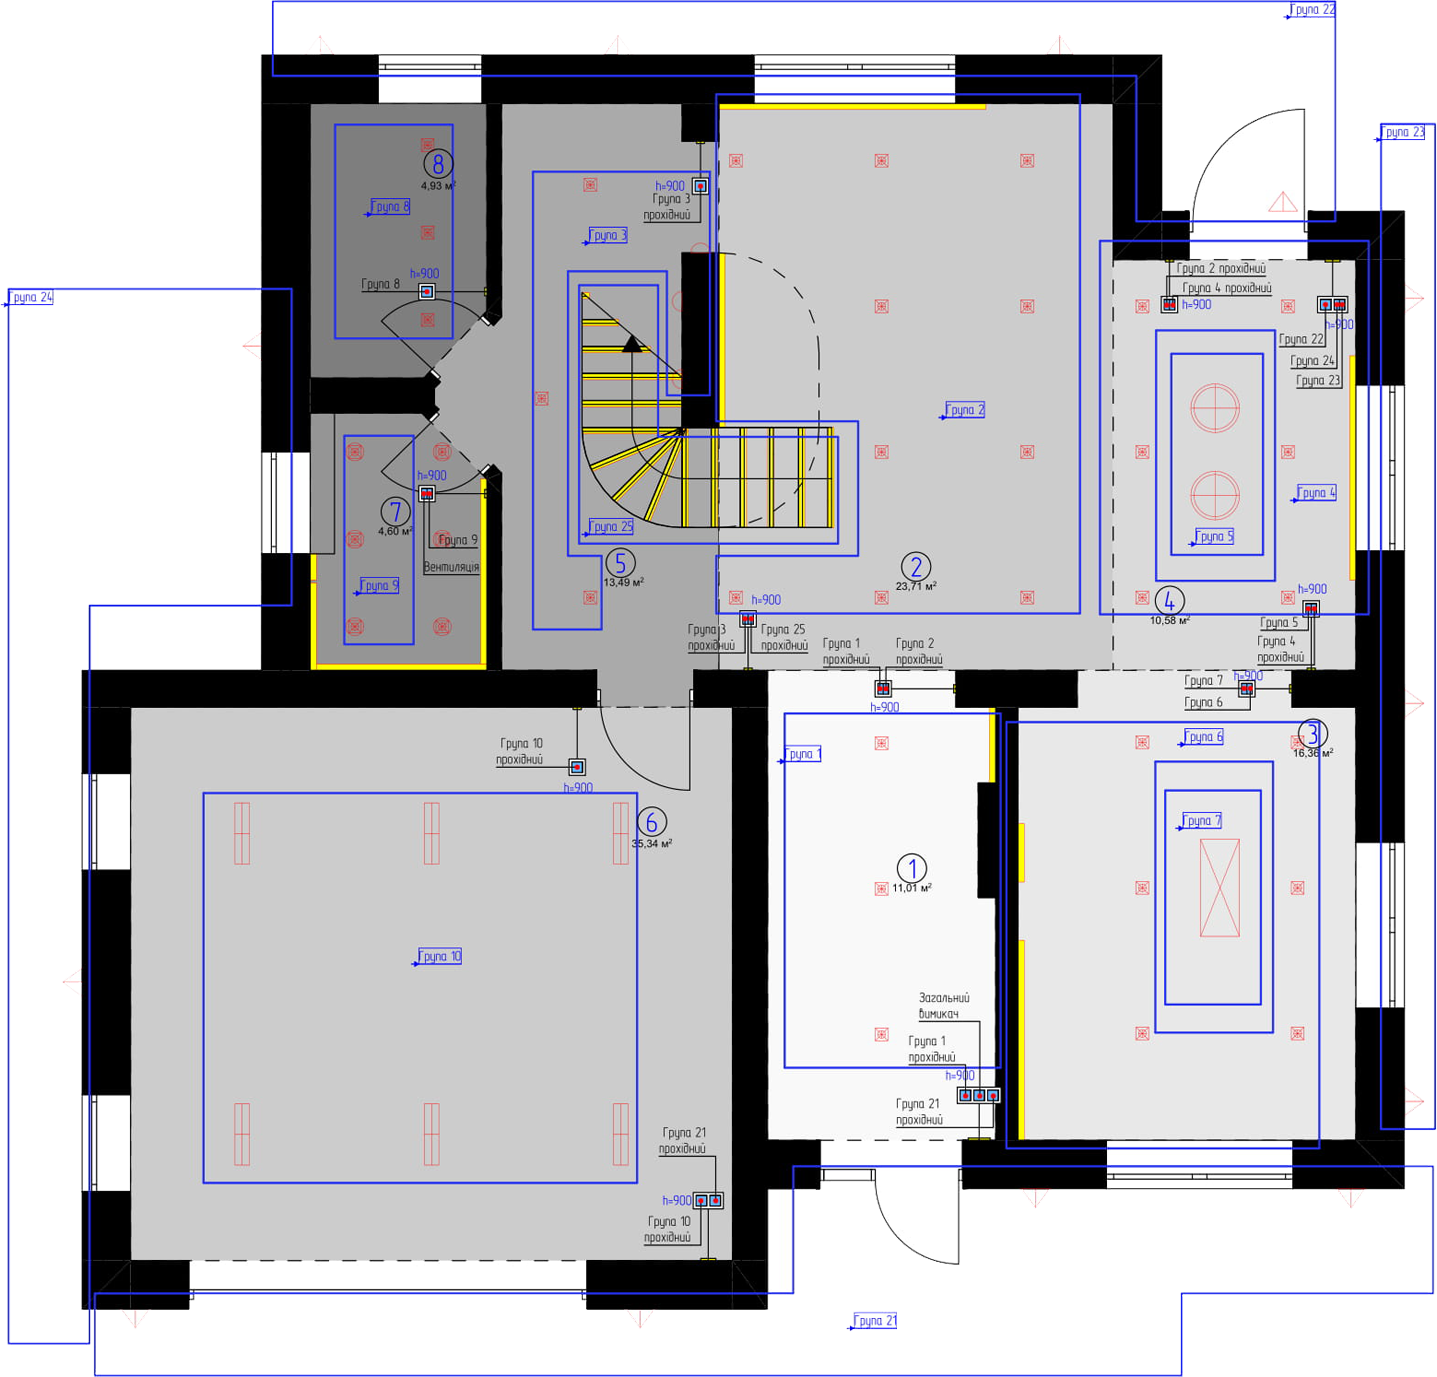 Група 22
Група 23
8
4,93 м²
h=900
Група 3
прохідний
Група 8
Група 3
Група 2 прохідний
h=900
Група 8
Група 4 прохідний
Група 24
h=900
h=900
Група 22
Група 24
Група 23
Група 2
h=900
Група 4
7
4,60 м²
Група 25
Група 5
Група 9
Вентиляція
5
13,49 м²
2
23,71 м²
Група 9
h=900
h=900
4
10,58 м²
Група 3
прохідний
Група 25
прохідний
Група 5
Група 1
прохідний
Група 2
прохідний
Група 4
прохідний
h=900
Група 7
Група 6
h=900
Група 10
прохідний
Група 1
Група 6
3
16,36 м²
h=900
6
35,34 м²
Група 7
1
11,01 м²
Група 10
Загальний
вимикач
Група 1
прохідний
h=900
Група 21
прохідний
Група 21
прохідний
h=900
Група 10
прохідний
Група 21